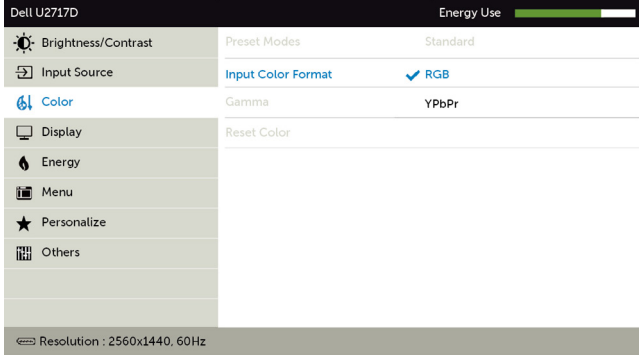 Dell U2717D Energy Use
Brightness/Contrast Preset Modes Standard
Input Source Input Color Format RGB
Color Gamma YPbPr
Display Reset Color
Energy
Menu
Personalize
Others
Resolution : 2560x1440, 60Hz